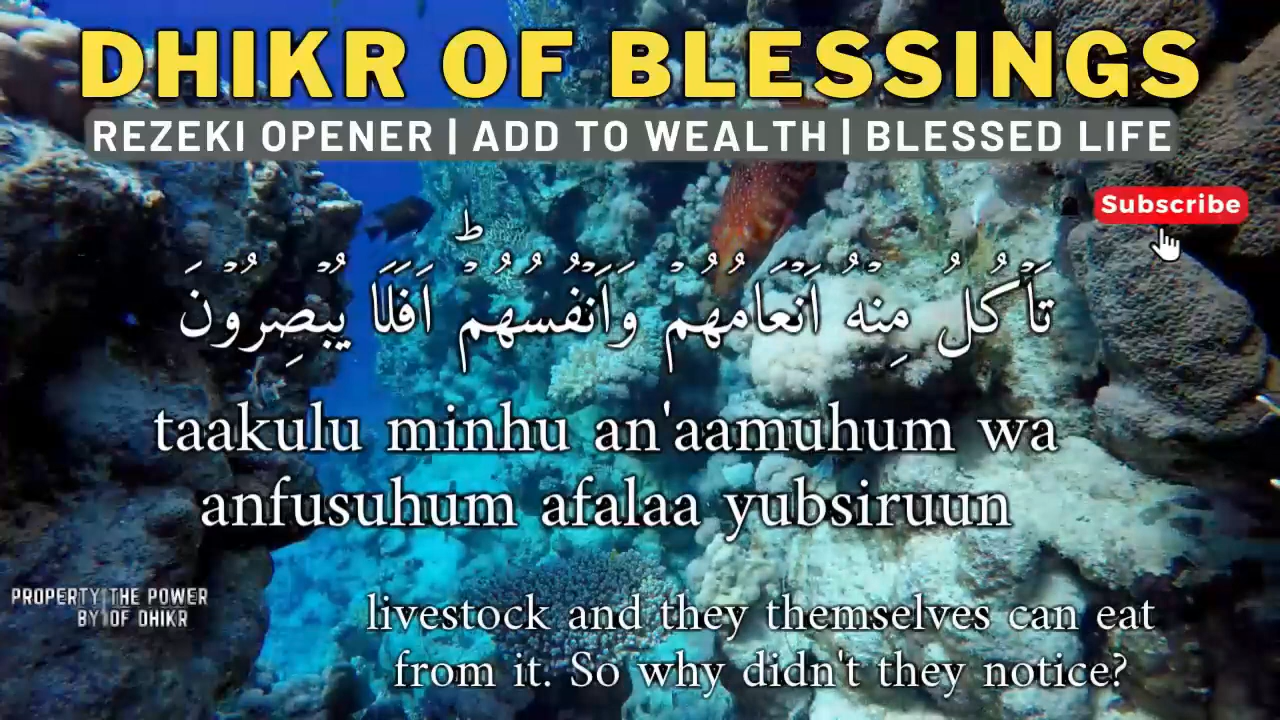 DHIKR OF BLESSINGS
REZEKI OPENER | ADD TO WEALTH | BLESSED LIFE
Subscribe
تَأْكُلُ مِنْهُ اَنْعَامُهُمْ وَاَنْفُسُهُمْۗ اَفَلَا يُبْصِرُوْنَ
taakulu minhu an'aamuhum wa
anfusuhum afalaa yubsiruun
PROPERTY THE POWER
BY OF DHIKR
livestock and they themselves can eat
from it. So why didn't they notice?